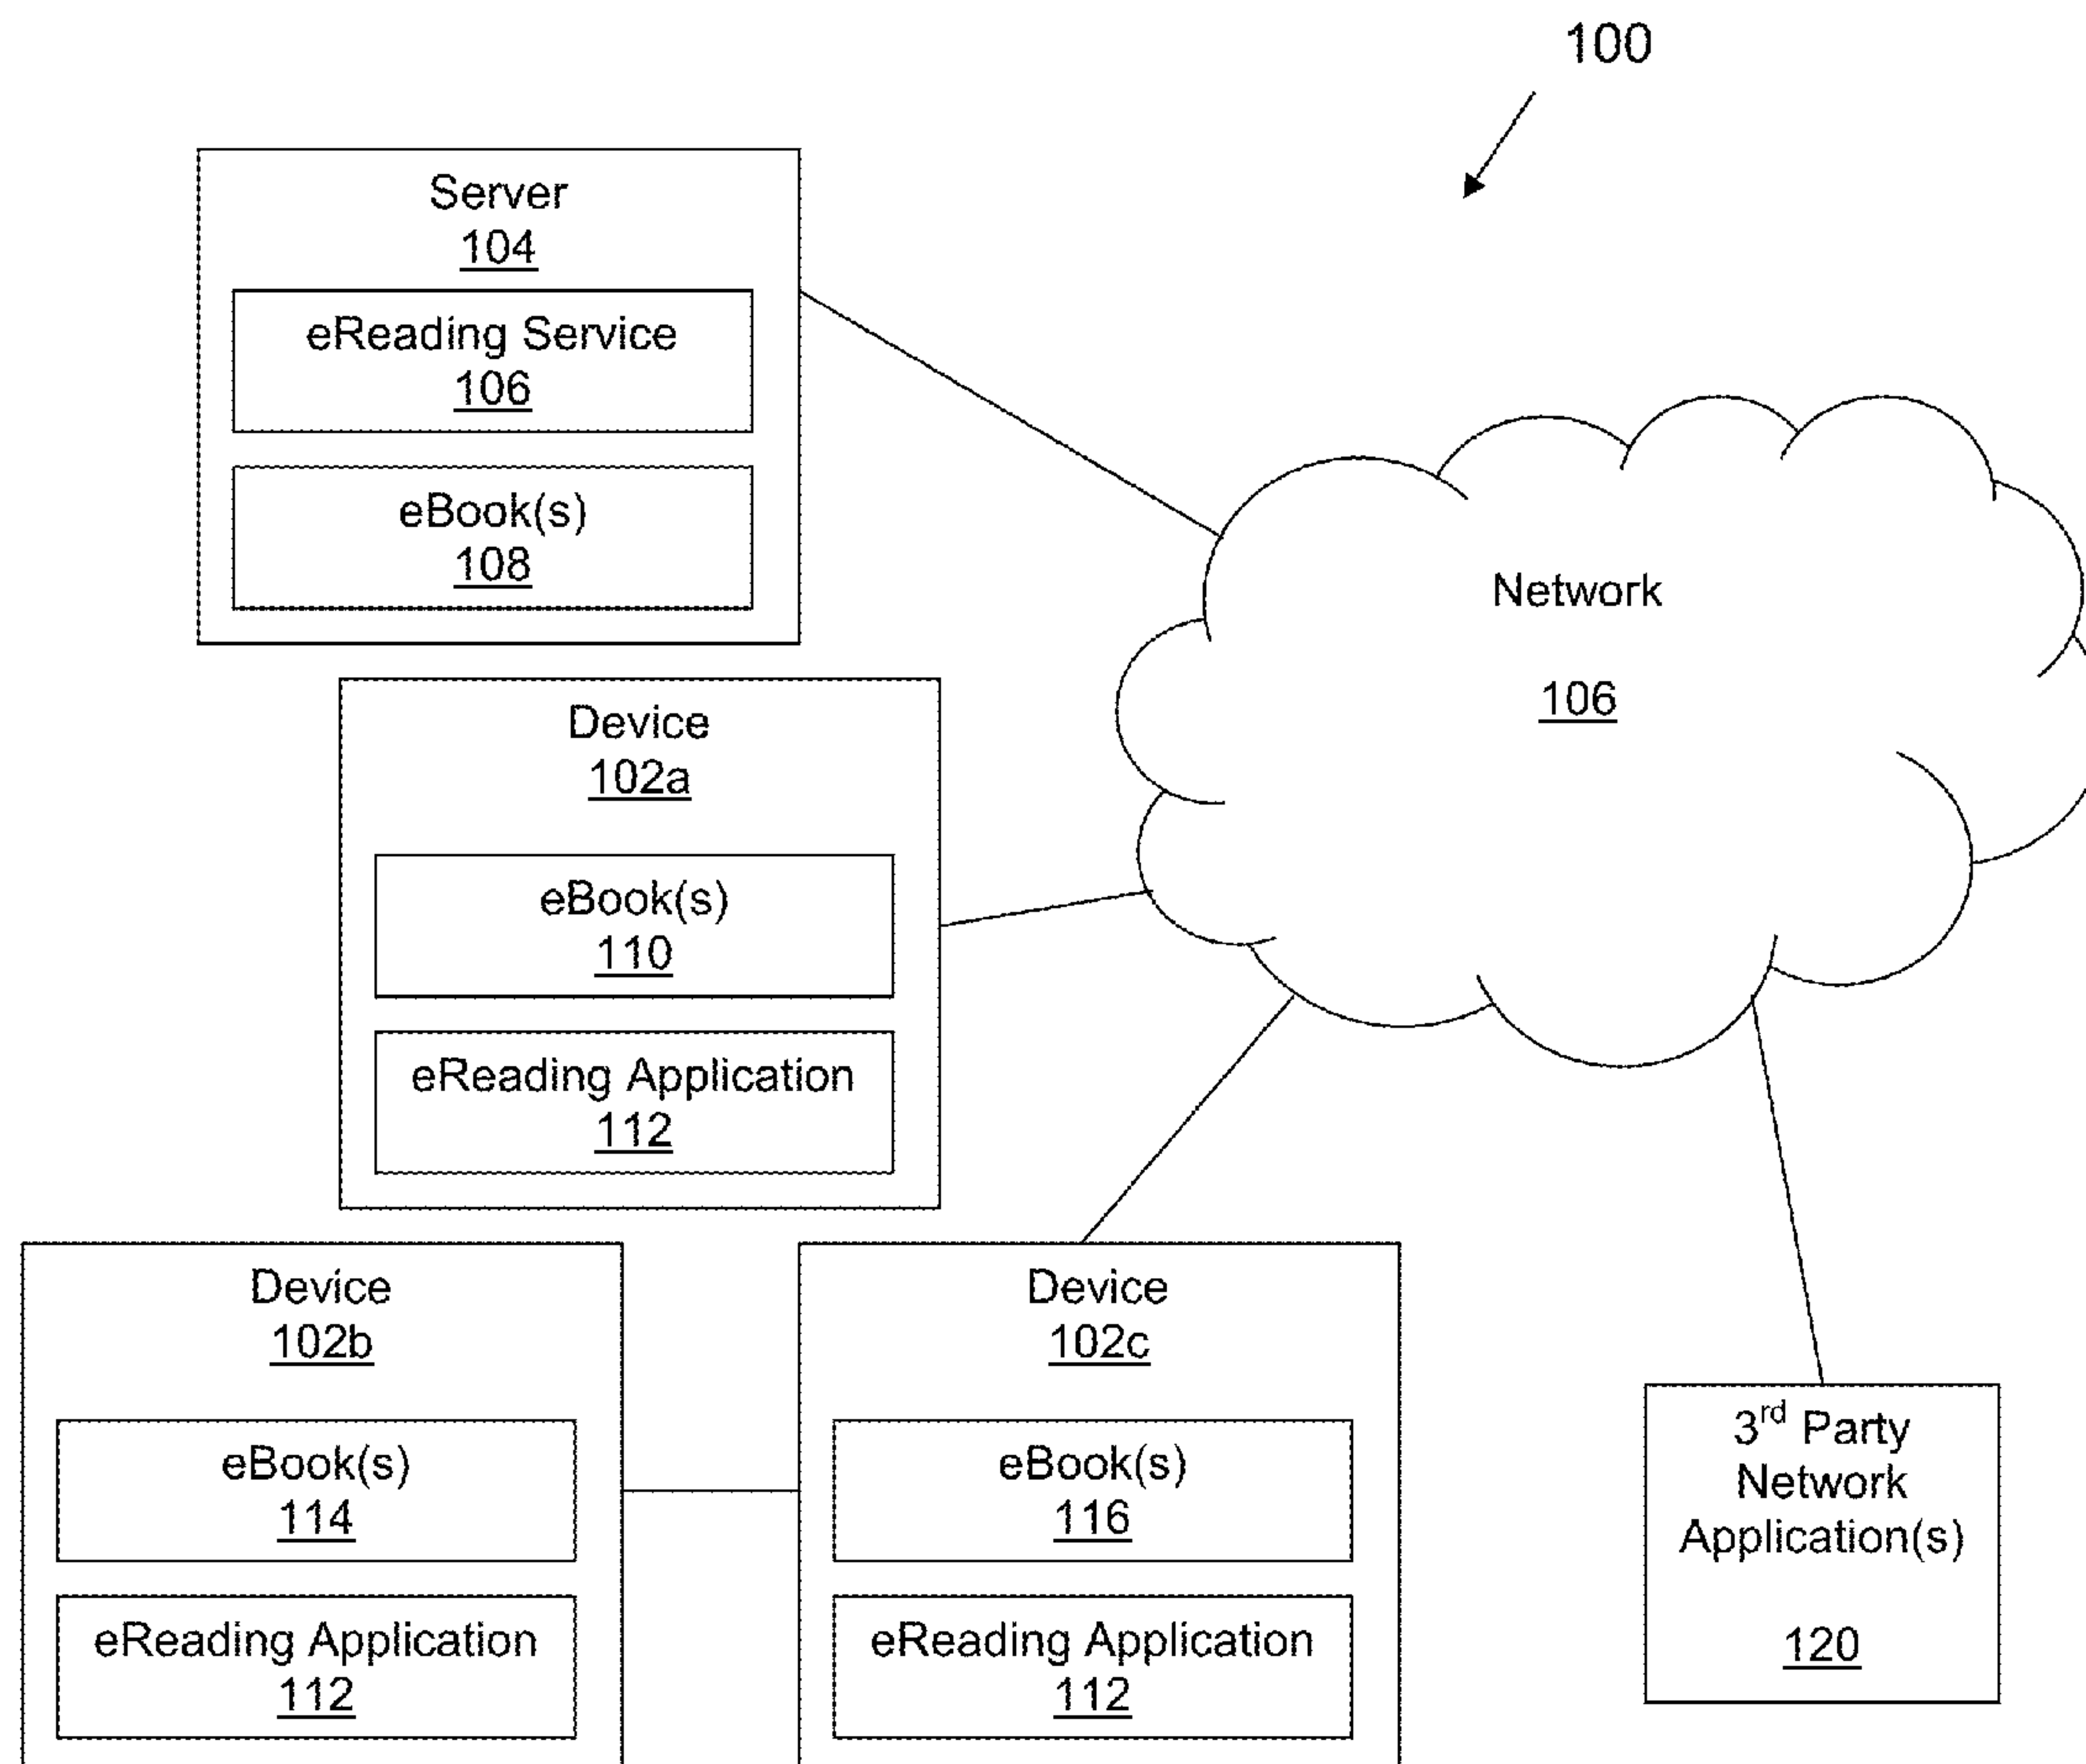 100
Server
104
eReading Service
106
eBook(s)
108
Network
106
Device
102a
eBook(s)
110
eReading Application
112
Device
102b
eBook(s)
114
eReading Application
112
Device
102c
eBook(s)
116
eReading Application
112
3rd Party
Network
Application(s)
120